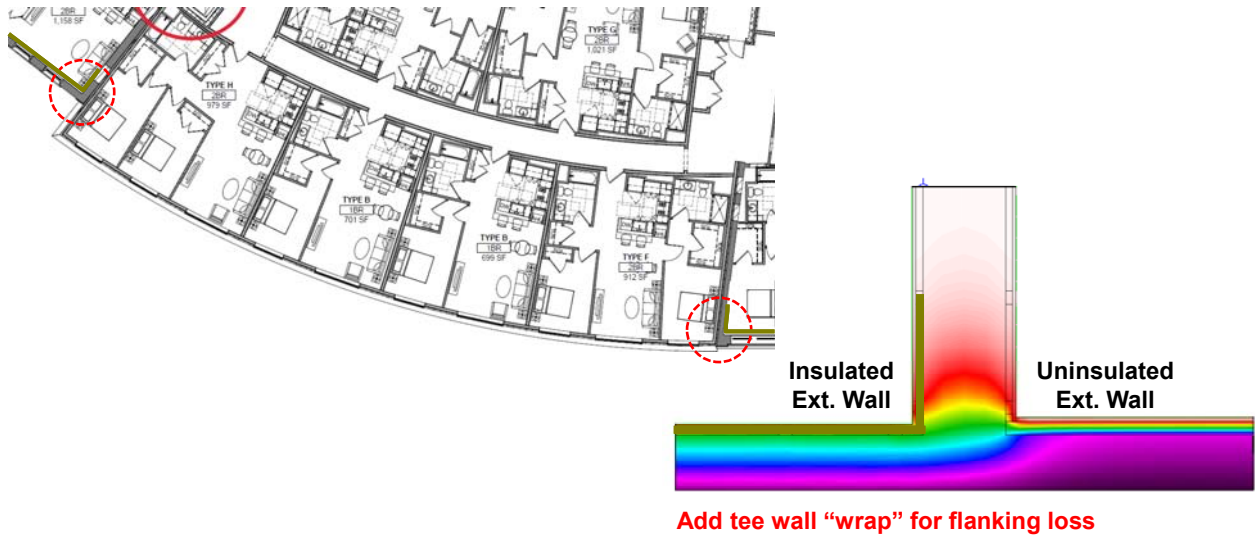 2BR
1,158 SF
TYPE H
2BR
979 SF
TYPE G
2BR
1,021 SF
TYPE B
1BR
701 SF
TYPE B
1BR
699 SF
TYPE F
2BR
912 SF
Insulated
Ext. Wall
Uninsulated
Ext. Wall
Add tee wall “wrap” for flanking loss